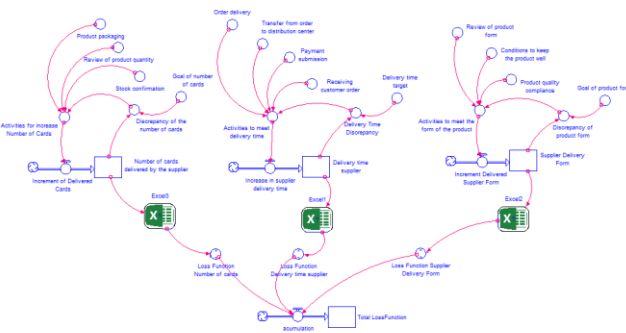 Order delivery
Product packaging
Review of product quantity
Stock confirmation
Goal of number
of cards
Activities for increase
Number of Cards
Discrepancy of the
number of cards
Increment of Delivered
Cards
Number of cards
delivered by the supplier
Excel3
Loss Function
Number of cards
Transfer from order
to distribution center
Payment
submission
Receiving
customer order
Delivery time
target
Activities to meet
delivery time
Delivery Time
Discrepancy
Increase in supplier
delivery time
Delivery time
supplier
Excel1
Loss Function
Delivery time supplier
Review of product
form
Conditions to keep
the product well
Product quality
compliance
Goal of product for
Activities to meet the
form of the product
Discrepancy of
product form
Increment Delivered
Supplier Form
Supplier Delivery
Form
Excel2
Loss Function Supplier
Delivery Form
acumulation
Total LossFunction